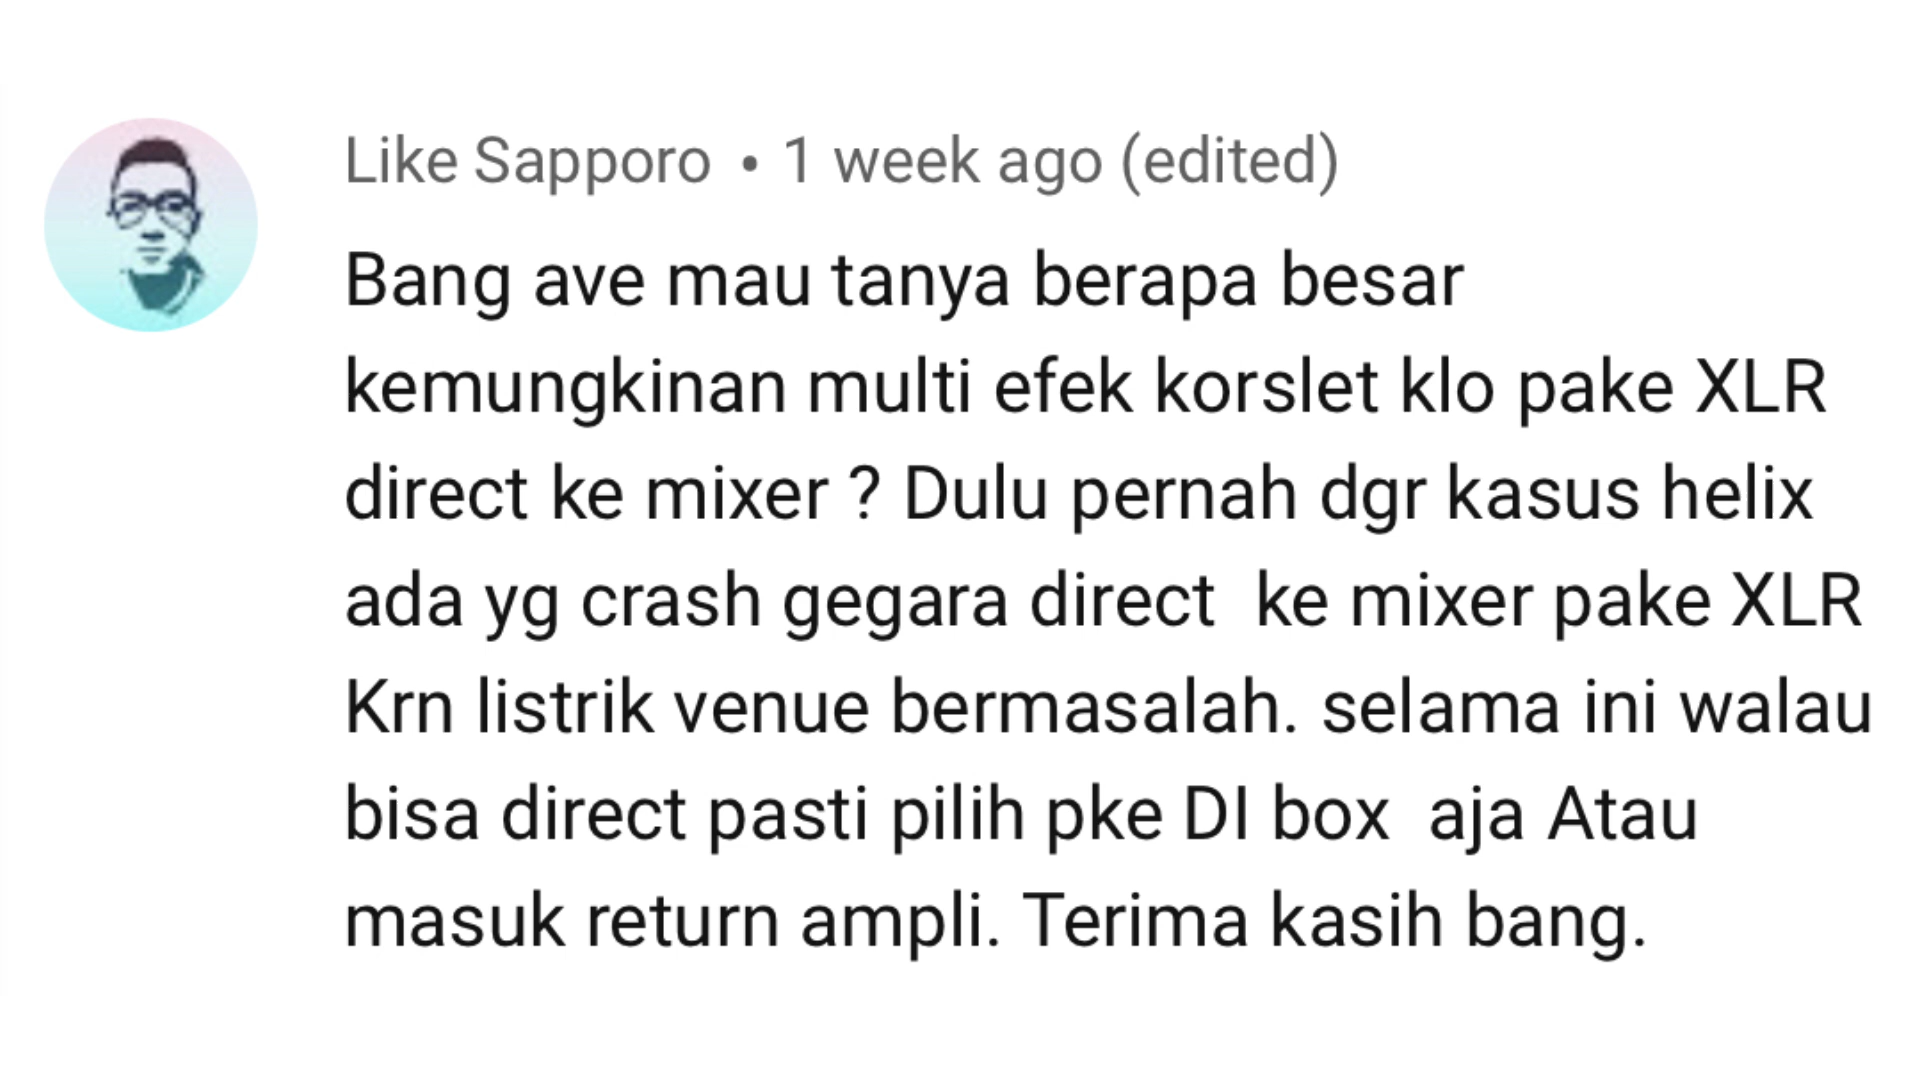 Like Sapporo • 1 week ago (edited)
Bang ave mau tanya berapa besar
kemungkinan multi efek korslet klo pake XLR
direct ke mixer ? Dulu pernah dgr kasus helix
ada yg crash gegara direct  ke mixer pake XLR
Krn listrik venue bermasalah. selama ini walau
bisa direct pasti pilih pke DI box  aja Atau
masuk return ampli. Terima kasih bang.